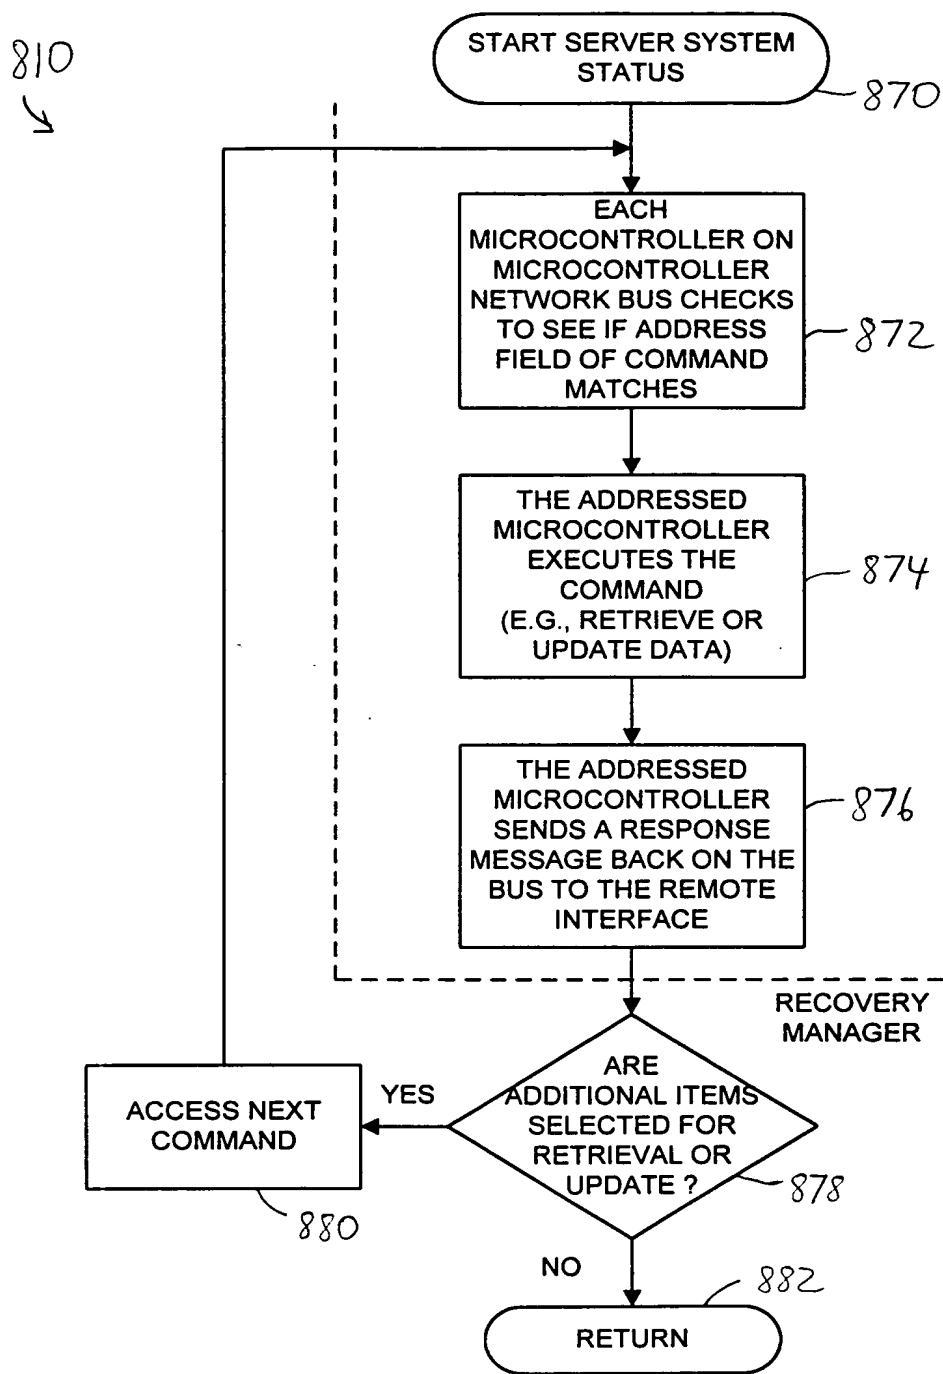 810
START SERVER SYSTEM
STATUS
870
EACH
MICROCONTROLLER ON
MICROCONTROLLER
NETWORK BUS CHECKS
TO SEE IF ADDRESS
FIELD OF COMMAND
MATCHES
872
THE ADDRESSED
MICROCONTROLLER
EXECUTES THE
COMMAND
(E.G., RETRIEVE OR
UPDATE DATA)
874
THE ADDRESSED
MICROCONTROLLER
SENDS A RESPONSE
MESSAGE BACK ON THE
BUS TO THE REMOTE
INTERFACE
876
RECOVERY
MANAGER
ARE
ADDITIONAL ITEMS
SELECTED FOR
RETRIEVAL OR
UPDATE ?
878
YES
ACCESS NEXT
COMMAND
880
NO
882
RETURN